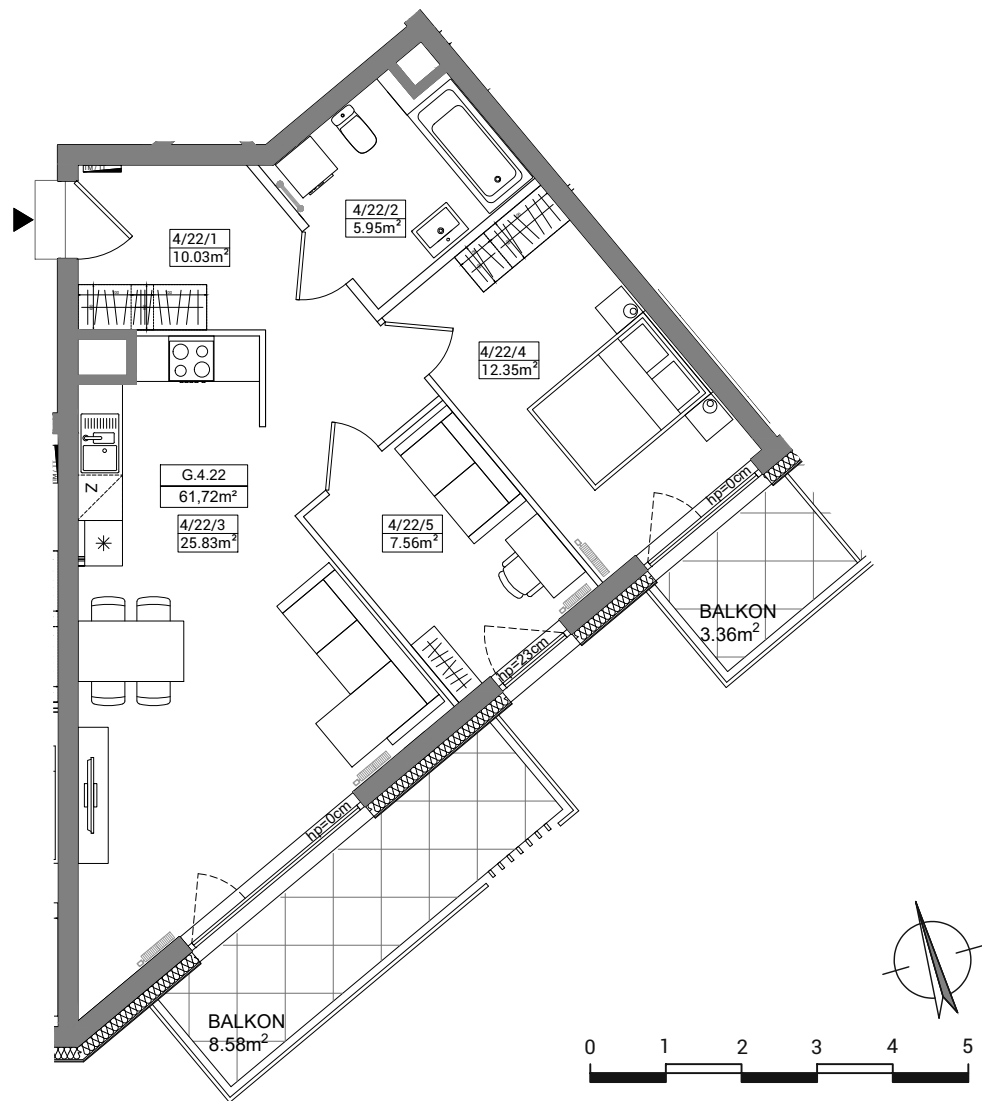 4/22/1
10.03m²
4/22/2
5.95m²
4/22/4
12.35m²
G.4.22
61,72m²
4/22/3
25.83m²
4/22/5
7.56m²
Z
hp=0cm
hp=23cm
hp=0cm
BALKON
3.36m²
BALKON
8.58m²
0 1 2 3 4 5